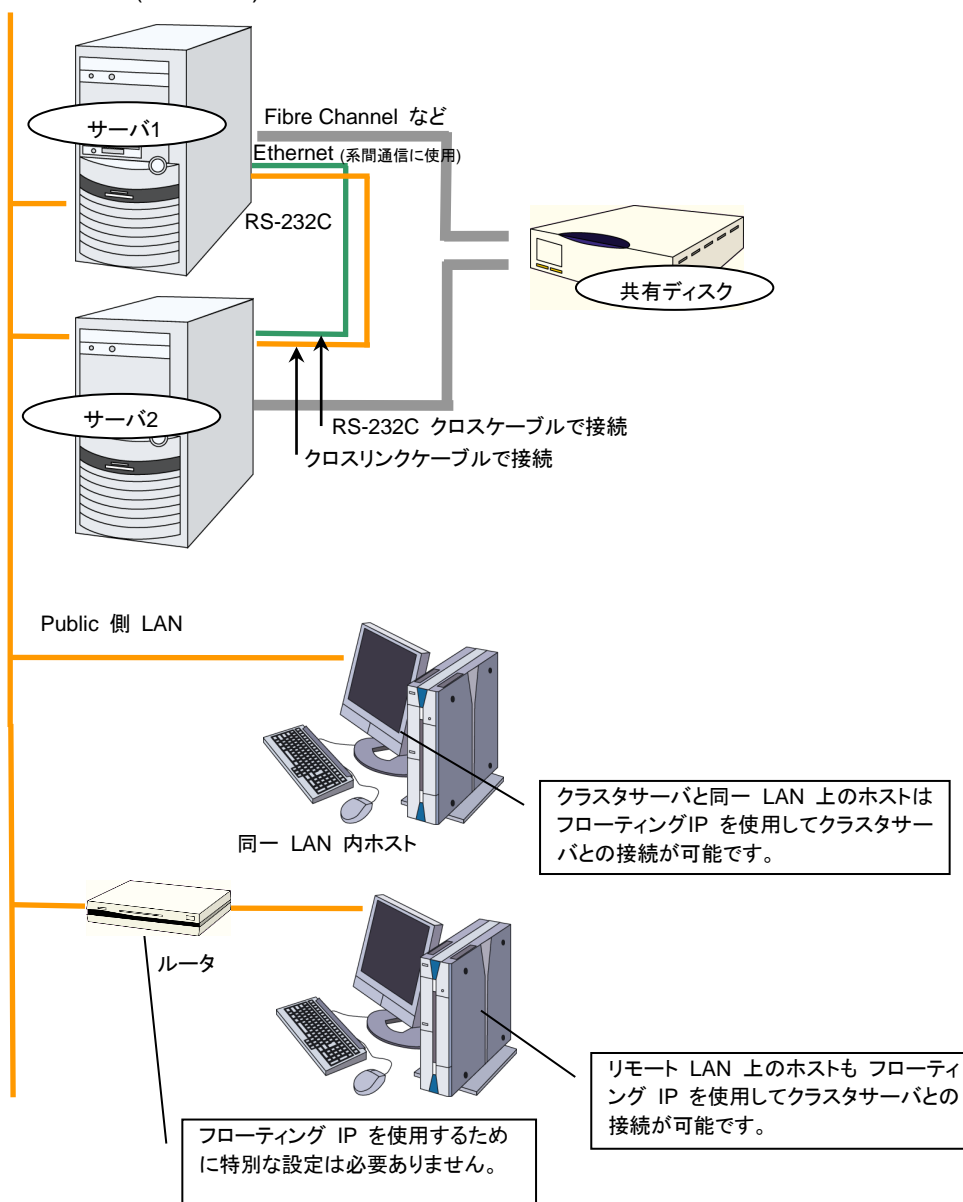 サーバ1
Fibre Channel など
Ethernet (系間通信に使用)
RS-232C
共有ディスク
サーバ2
RS-232C クロスケーブルで接続
クロスリンクケーブルで接続
Public 側 LAN
クラスタサーバと同一 LAN 上のホストは
フローティングIP を使用してクラスタサー
バとの接続が可能です。
同一 LAN 内ホスト
ルータ
リモート LAN 上のホストも フローティ
ング IP を使用してクラスタサーバとの
接続が可能です。
フローティング IP を使用するため
に特別な設定は必要ありません。